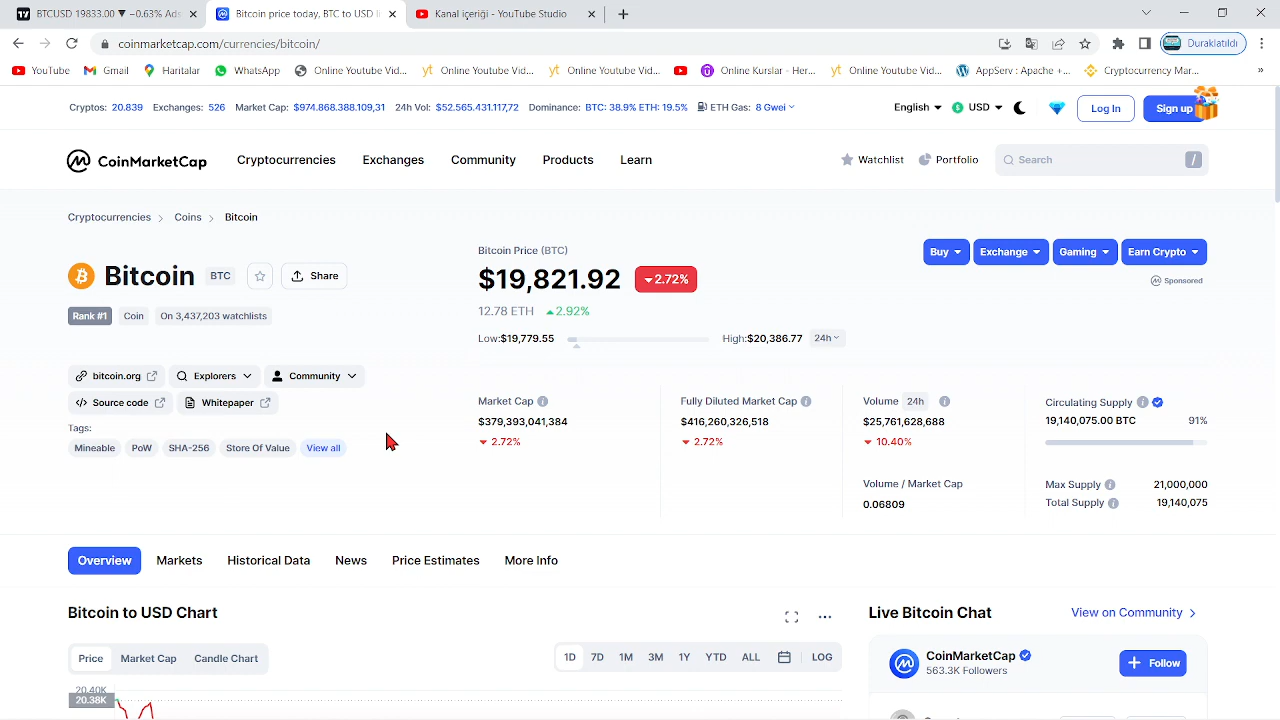 BTCUSD 19833.00 ▼ −0.63% Ads
Bitcoin price today, BTC to USD li
Kanal içeriği - YouTube Studio
coinmarketcap.com/currencies/bitcoin/
Duraklatıldı
YouTube
Gmail
Haritalar
WhatsApp
Online Youtube Vid...
Online Youtube Vid...
Online Youtube Vid...
Online Kurslar - Her...
Online Youtube Vid...
AppServ : Apache +...
Cryptocurrency Mar...
»
Cryptos: 20.839 Exchanges: 526 Market Cap: $974.868.388.109,31 24h Vol: $52.565.431.117,72 Dominance: BTC: 38.9% ETH: 19.5% ETH Gas: 8 Gwei
English
USD
Log In
Sign up
CoinMarketCap
Cryptocurrencies
Exchanges
Community
Products
Learn
Watchlist
Portfolio
Search
/
Cryptocurrencies > Coins > Bitcoin
Bitcoin
BTC
Share
Rank #1
Coin
On 3,437,203 watchlists
Bitcoin Price (BTC)
$19,821.92
2.72%
12.78 ETH
2.92%
Low:$19,779.55
High:$20,386.77
24h
Buy
Exchange
Gaming
Earn Crypto
Sponsored
bitcoin.org
Explorers
Community
Source code
Whitepaper
Tags:
Mineable
PoW
SHA-256
Store Of Value
View all
Market Cap
$379,393,041,384
2.72%
Fully Diluted Market Cap
$416,260,326,518
2.72%
Volume 24h
$25,761,628,688
10.40%
Volume / Market Cap
0.06809
Circulating Supply
19,140,075.00 BTC
91%
Max Supply
21,000,000
Total Supply
19,140,075
Overview
Markets
Historical Data
News
Price Estimates
More Info
Bitcoin to USD Chart
Price
Market Cap
Candle Chart
1D
7D
1M
3M
1Y
YTD
ALL
LOG
20.40K
20.38K
Live Bitcoin Chat
View on Community
CoinMarketCap
563.3K Followers
Follow